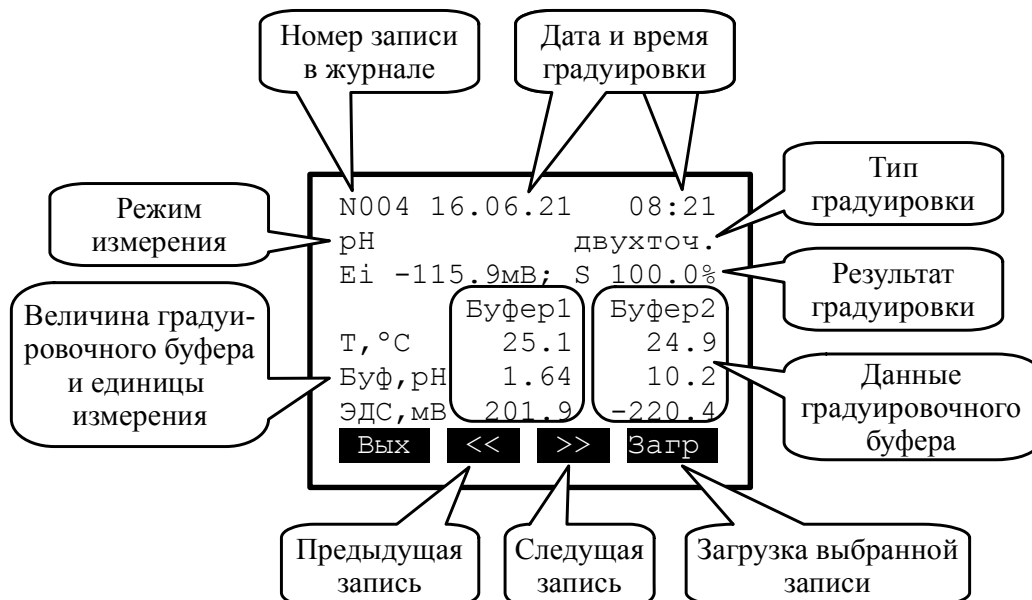 Номер записи
в журнале
Дата и время
градуировки
Тип
градуировки
Режим
измерения
N004 16.06.21 08:21
pH двухточ.
Ei -115.9мВ; S 100.0%
Результат
градуировки
Величина градуи-
ровочного буфера
и единицы
измерения
Буфер1 Буфер2
Т,°С 25.1 24.9
Буф,рН 1.64 10.2
ЭДС,мВ 201.9 -220.4
Данные
градуировочного
буфера
Вых << >> Загр
Предыдущая
запись
Следущая
запись
Загрузка выбранной
записи